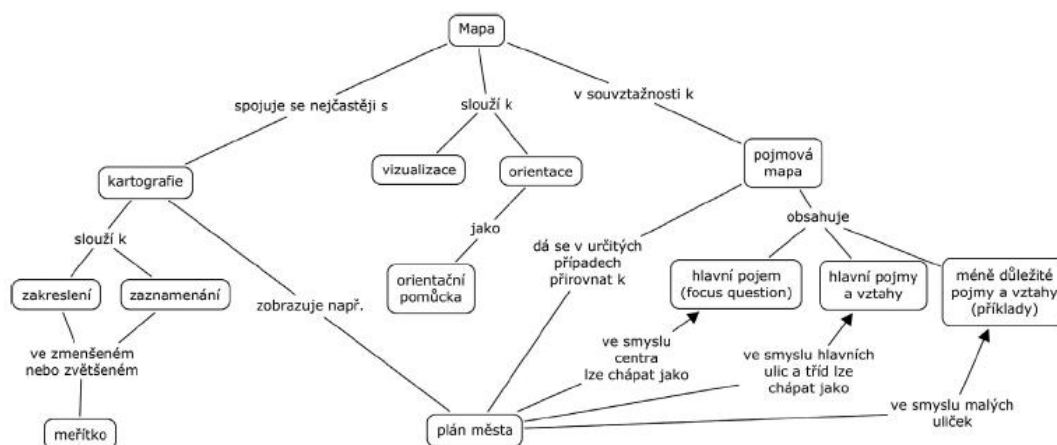 Mapa
spojuje se nejčastěji s
slouží k
v souvztažnosti k
kartografie
vizualizace
orientace
pojmová
mapa
slouží k
jako
obsahuje
dá se v určitých
případech
přirovnat k
zakreslení
zaznamenání
zobrazuje např.
orientační
pomůcka
hlavní pojem
(focus question)
hlavní pojmy
a vztahy
méně důležité
pojmy a vztahy
(příklady)
ve zmenšeném
nebo zvětšeném
ve smyslu
centra
lze chápat jako
ve smyslu hlavních
ulic a tříd lze
chápat jako
ve smyslu malých
uliček
meřítko
plán města